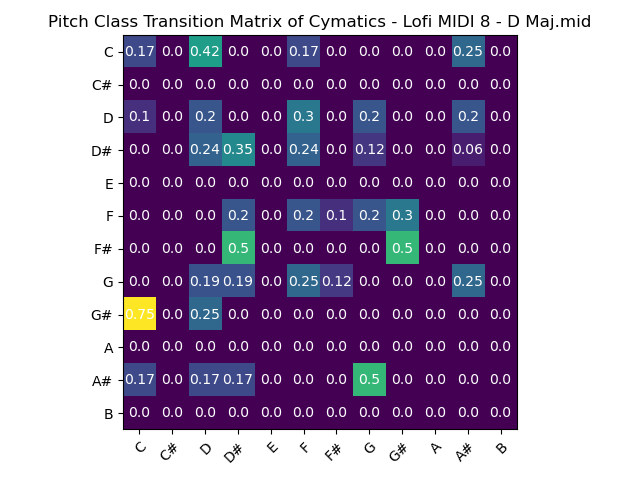 Pitch Class Transition Matrix of Cymatics - Lofi MIDI 8 - D Maj.mid
C 0.17 0.0 0.42 0.0 0.0 0.17 0.0 0.0 0.0 0.0 0.25 0.0
C# 0.0 0.0 0.0 0.0 0.0 0.0 0.0 0.0 0.0 0.0 0.0 0.0
D 0.1 0.0 0.2 0.0 0.0 0.3 0.0 0.2 0.0 0.0 0.2 0.0
D# 0.0 0.0 0.24 0.35 0.0 0.24 0.0 0.12 0.0 0.0 0.06 0.0
E 0.0 0.0 0.0 0.0 0.0 0.0 0.0 0.0 0.0 0.0 0.0 0.0
F 0.0 0.0 0.0 0.2 0.0 0.2 0.1 0.2 0.3 0.0 0.0 0.0
F# 0.0 0.0 0.0 0.5 0.0 0.0 0.0 0.0 0.5 0.0 0.0 0.0
G 0.0 0.0 0.19 0.19 0.0 0.25 0.12 0.0 0.0 0.0 0.25 0.0
G# 0.75 0.0 0.25 0.0 0.0 0.0 0.0 0.0 0.0 0.0 0.0 0.0
A 0.0 0.0 0.0 0.0 0.0 0.0 0.0 0.0 0.0 0.0 0.0 0.0
A# 0.17 0.0 0.17 0.17 0.0 0.0 0.0 0.5 0.0 0.0 0.0 0.0
B 0.0 0.0 0.0 0.0 0.0 0.0 0.0 0.0 0.0 0.0 0.0 0.0
C C# D D# E F F# G G# A A# B